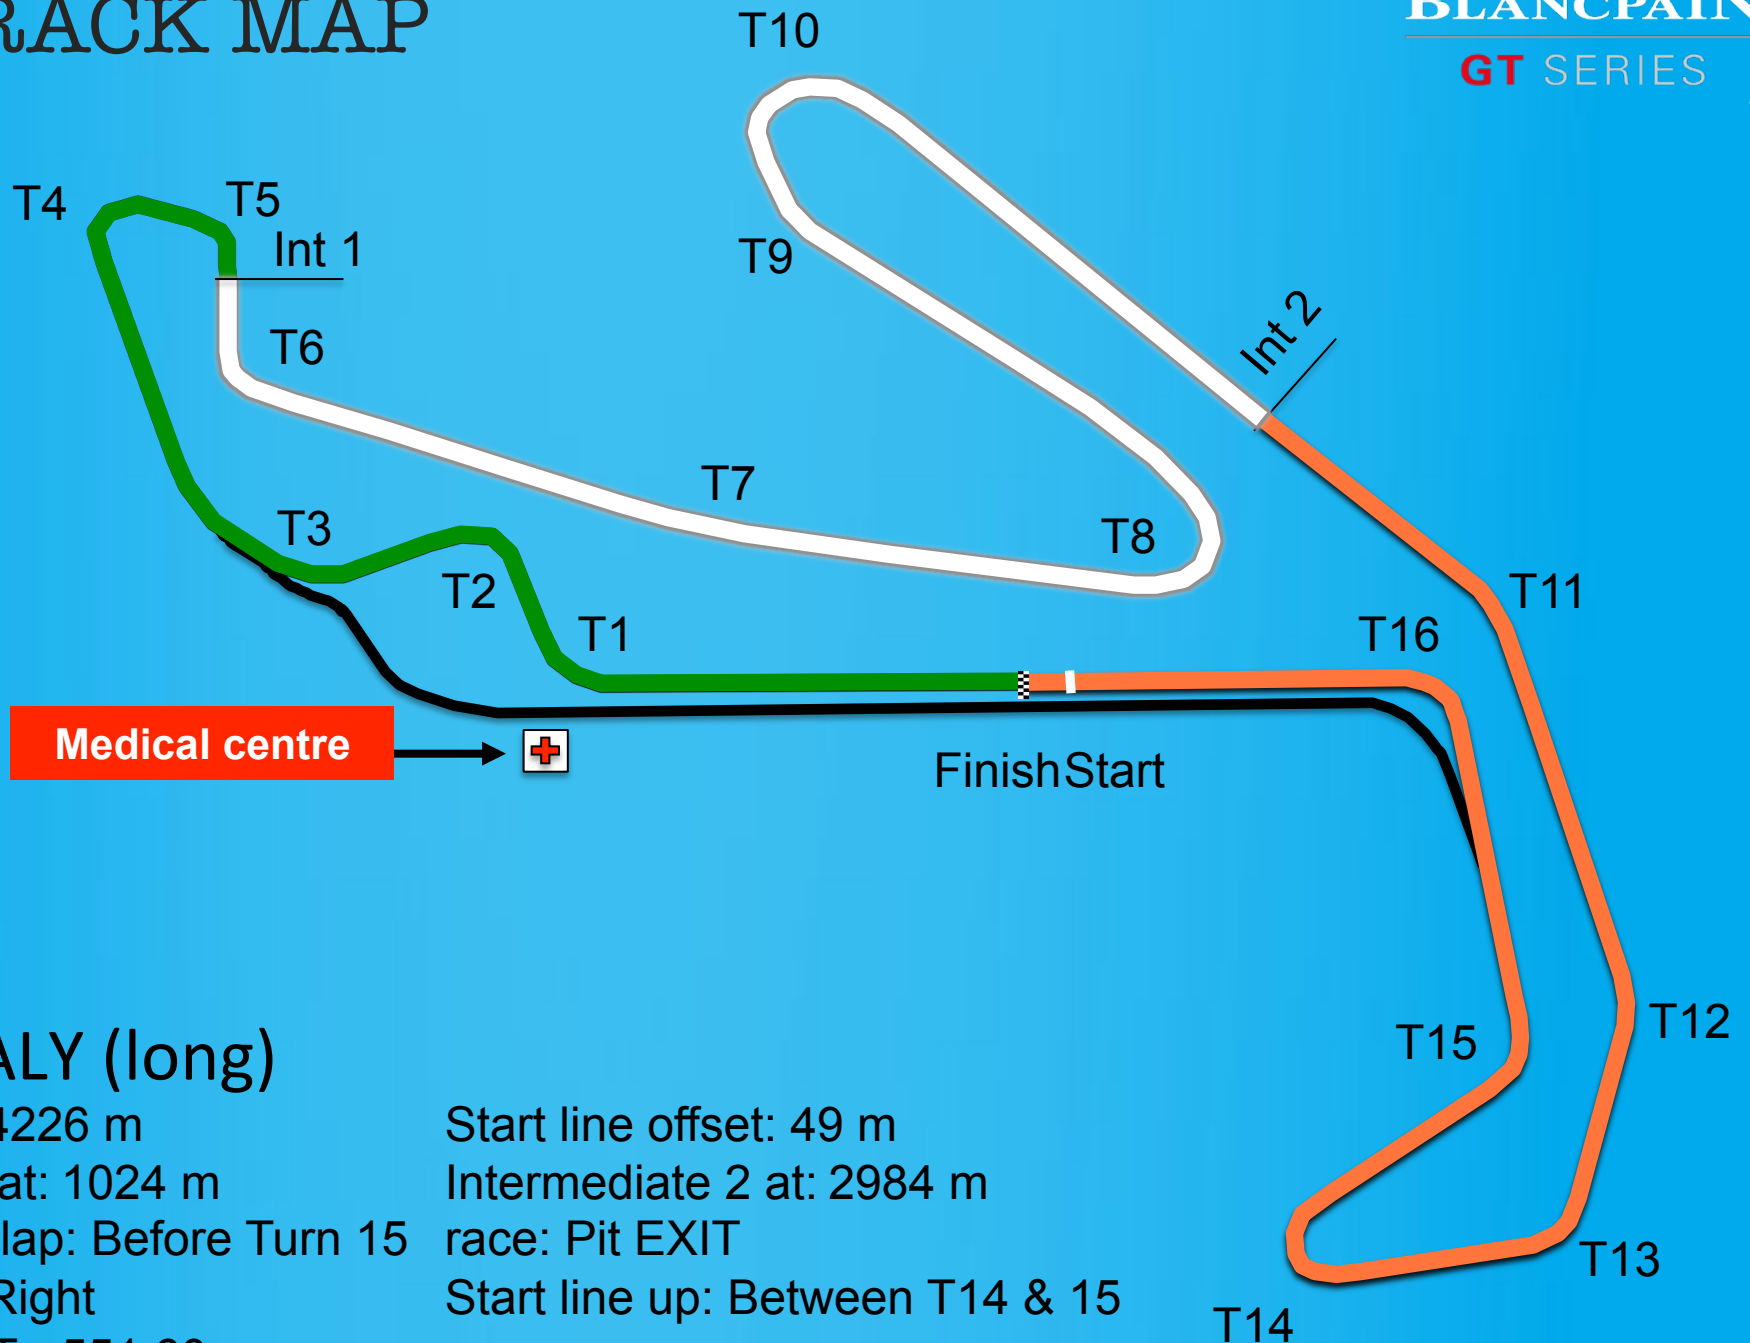 RACK MAP
BLANCPAIN
GT SERIES
T10
T4
T5
Int 1
T9
T6
Int 2
T7
T3
T8
T2
T11
T1
T16
Medical centre
Finish Start
T12
T15
ALY (long)
4226 m
Start line offset: 49 m
at: 1024 m
Intermediate 2 at: 2984 m
lap: Before Turn 15
race: Pit EXIT
T13
Right
Start line up: Between T14 & 15
T14